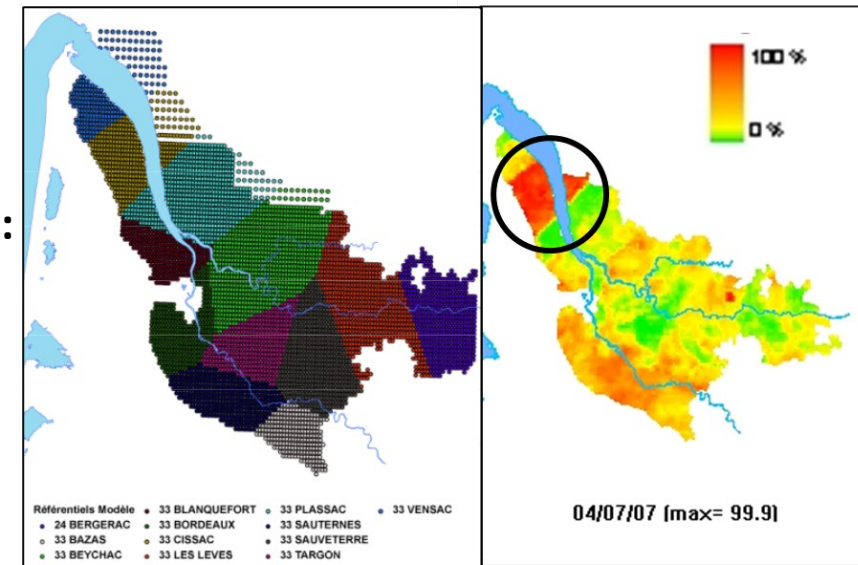 :
Référentiels Modèle
24 BERGERAC
33 BAZAS
33 BEYCHAC
33 BLANQUEFORT
33 BORDEAUX
33 CISSAC
33 LES LEVES
33 PLASSAC
33 SAUTERNES
33 SAUVETERRE
33 TARGON
33 VENSAC
100 %
0 %
04/07/07 (max= 99.9)